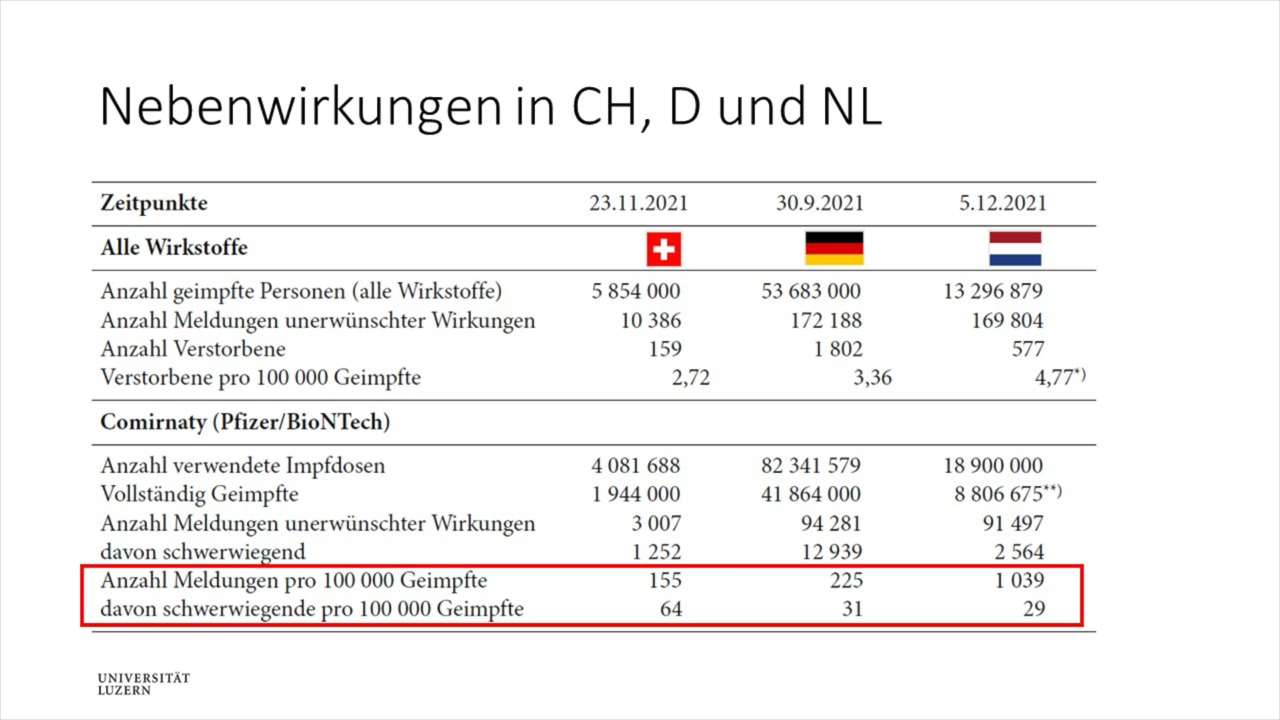 Nebenwirkungen in CH, D und NL
Zeitpunkte 23.11.2021 30.9.2021 5.12.2021
Alle Wirkstoffe
Anzahl geimpfte Personen (alle Wirkstoffe) 5 854 000 53 683 000 13 296 879
Anzahl Meldungen unerwünschter Wirkungen 10 386 172 188 169 804
Anzahl Verstorbene 159 1 802 577
Verstorbene pro 100 000 Geimpfte 2,72 3,36 4,77*)
Comirnaty (Pfizer/BioNTech)
Anzahl verwendete Impfdosen 4 081 688 82 341 579 18 900 000
Vollständig Geimpfte 1 944 000 41 864 000 8 806 675**)
Anzahl Meldungen unerwünschter Wirkungen 3 007 94 281 91 497
davon schwerwiegend 1 252 12 939 2 564
Anzahl Meldungen pro 100 000 Geimpfte 155 225 1 039
davon schwerwiegende pro 100 000 Geimpfte 64 31 29
UNIVERSITÄT
LUZERN